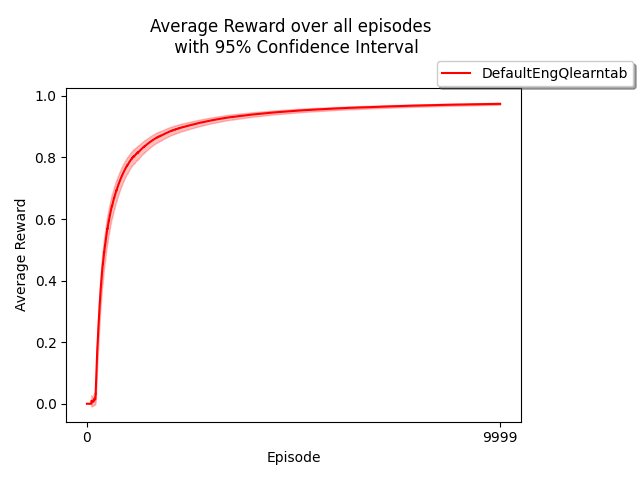 Average Reward over all episodes
with 95% Confidence Interval
DefaultEngQlearntab
1.0
0.8
0.6
0.4
0.2
0.0
Average Reward
0
9999
Episode